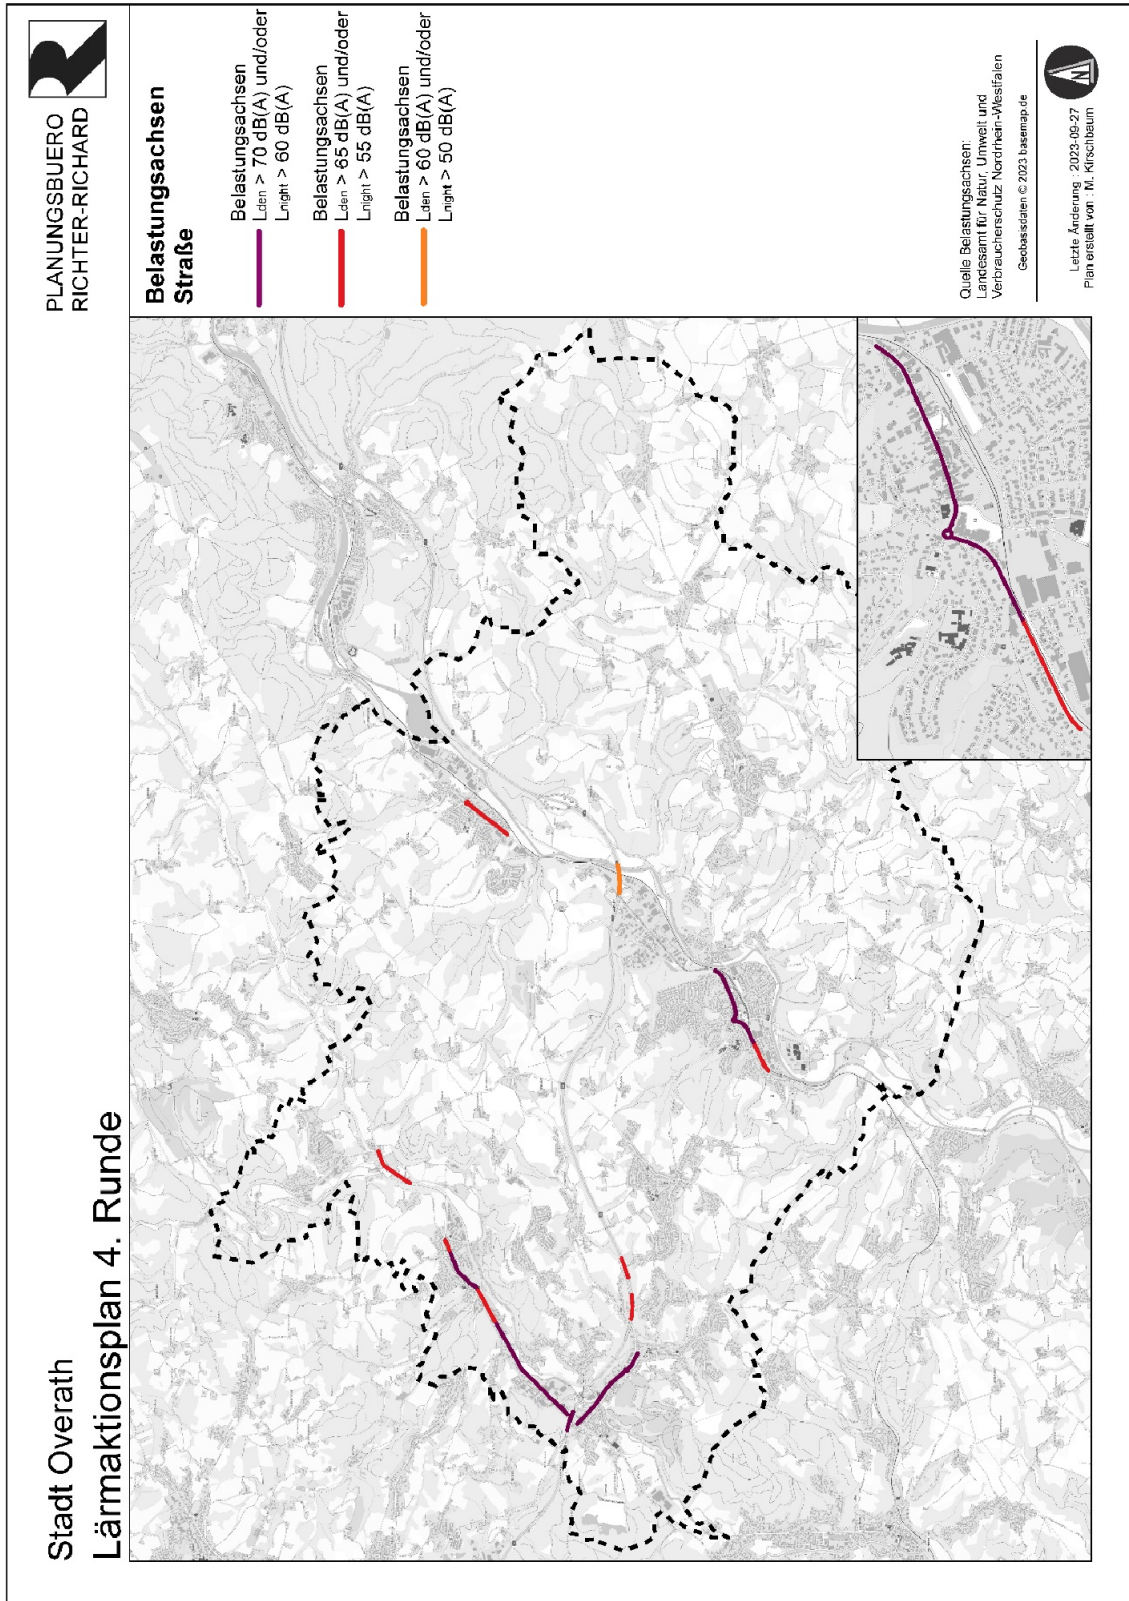 Stadt Overath
Lärmaktionsplan 4. Runde
PLANUNGSBUERO
RICHTER-RICHARD
Belastungsachsen
Straße
Belastungsachsen
Lden > 70 dB(A) und/oder
Lnight > 60 dB(A)
Belastungsachsen
Lden > 65 dB(A) und/oder
Lnight > 55 dB(A)
Belastungsachsen
Lden > 60 dB(A) und/oder
Lnight > 50 dB(A)
Quelle Belastungsachsen:
Landesamt für Natur, Umwelt und
Verbraucherschutz Nordrhein-Westfalen
Geobasisdaten © 2023 basemap.de
N
Letzte Änderung : 2023-09-27
Plan erstellt von : M. Kirschbaum